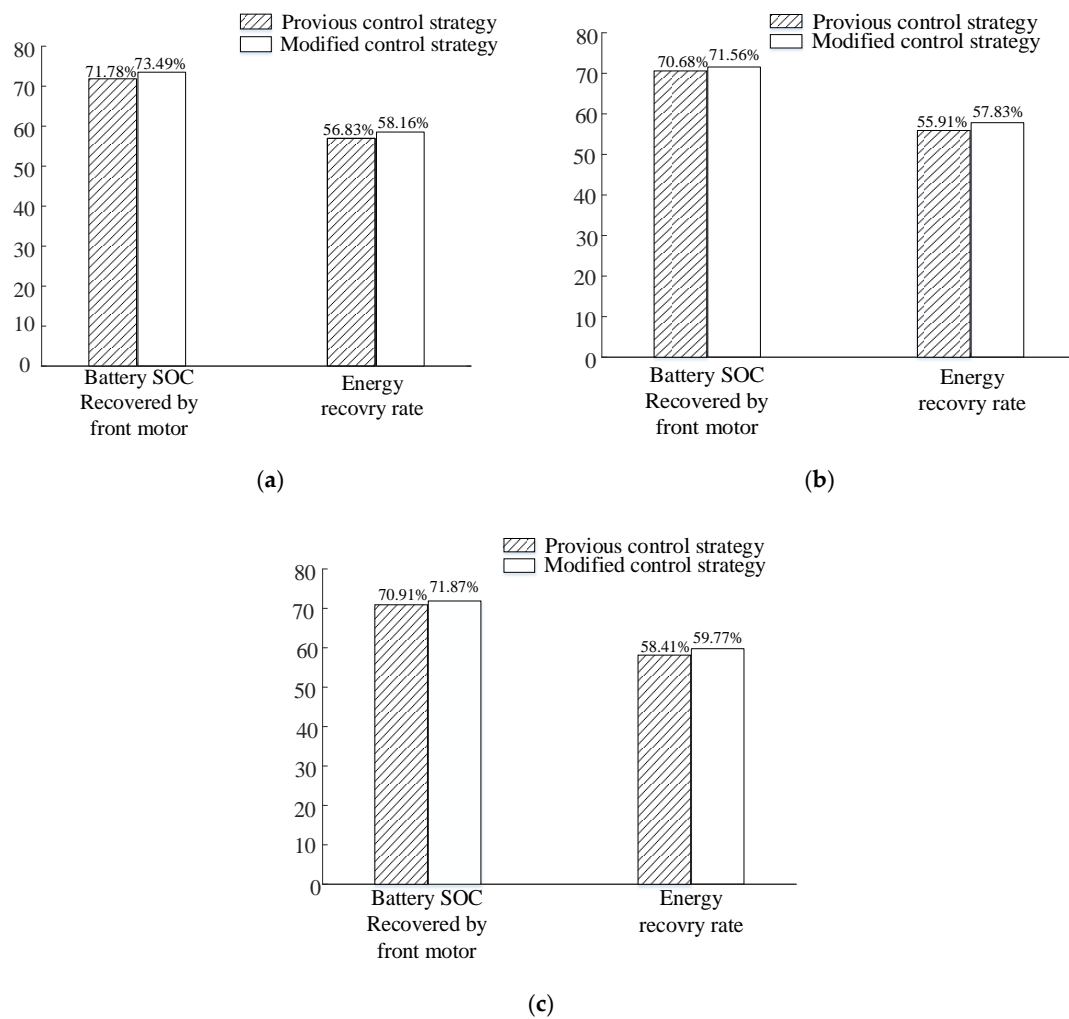 Provious control strategy
Modified control strategy
80
70
60
50
40
30
20
10
0
71.78%
73.49%
56.83%
58.16%
Battery SOC
Recovered by
front motor
Energy
recovry rate
(a)
Provious control strategy
Modified control strategy
80
70
60
50
40
30
20
10
0
70.68%
71.56%
55.91%
57.83%
Battery SOC
Recovered by
front motor
Energy
recovry rate
(b)
Provious control strategy
Modified control strategy
80
70
60
50
40
30
20
10
0
70.91%
71.87%
58.41%
59.77%
Battery SOC
Recovered by
front motor
Energy
recovry rate
(c)